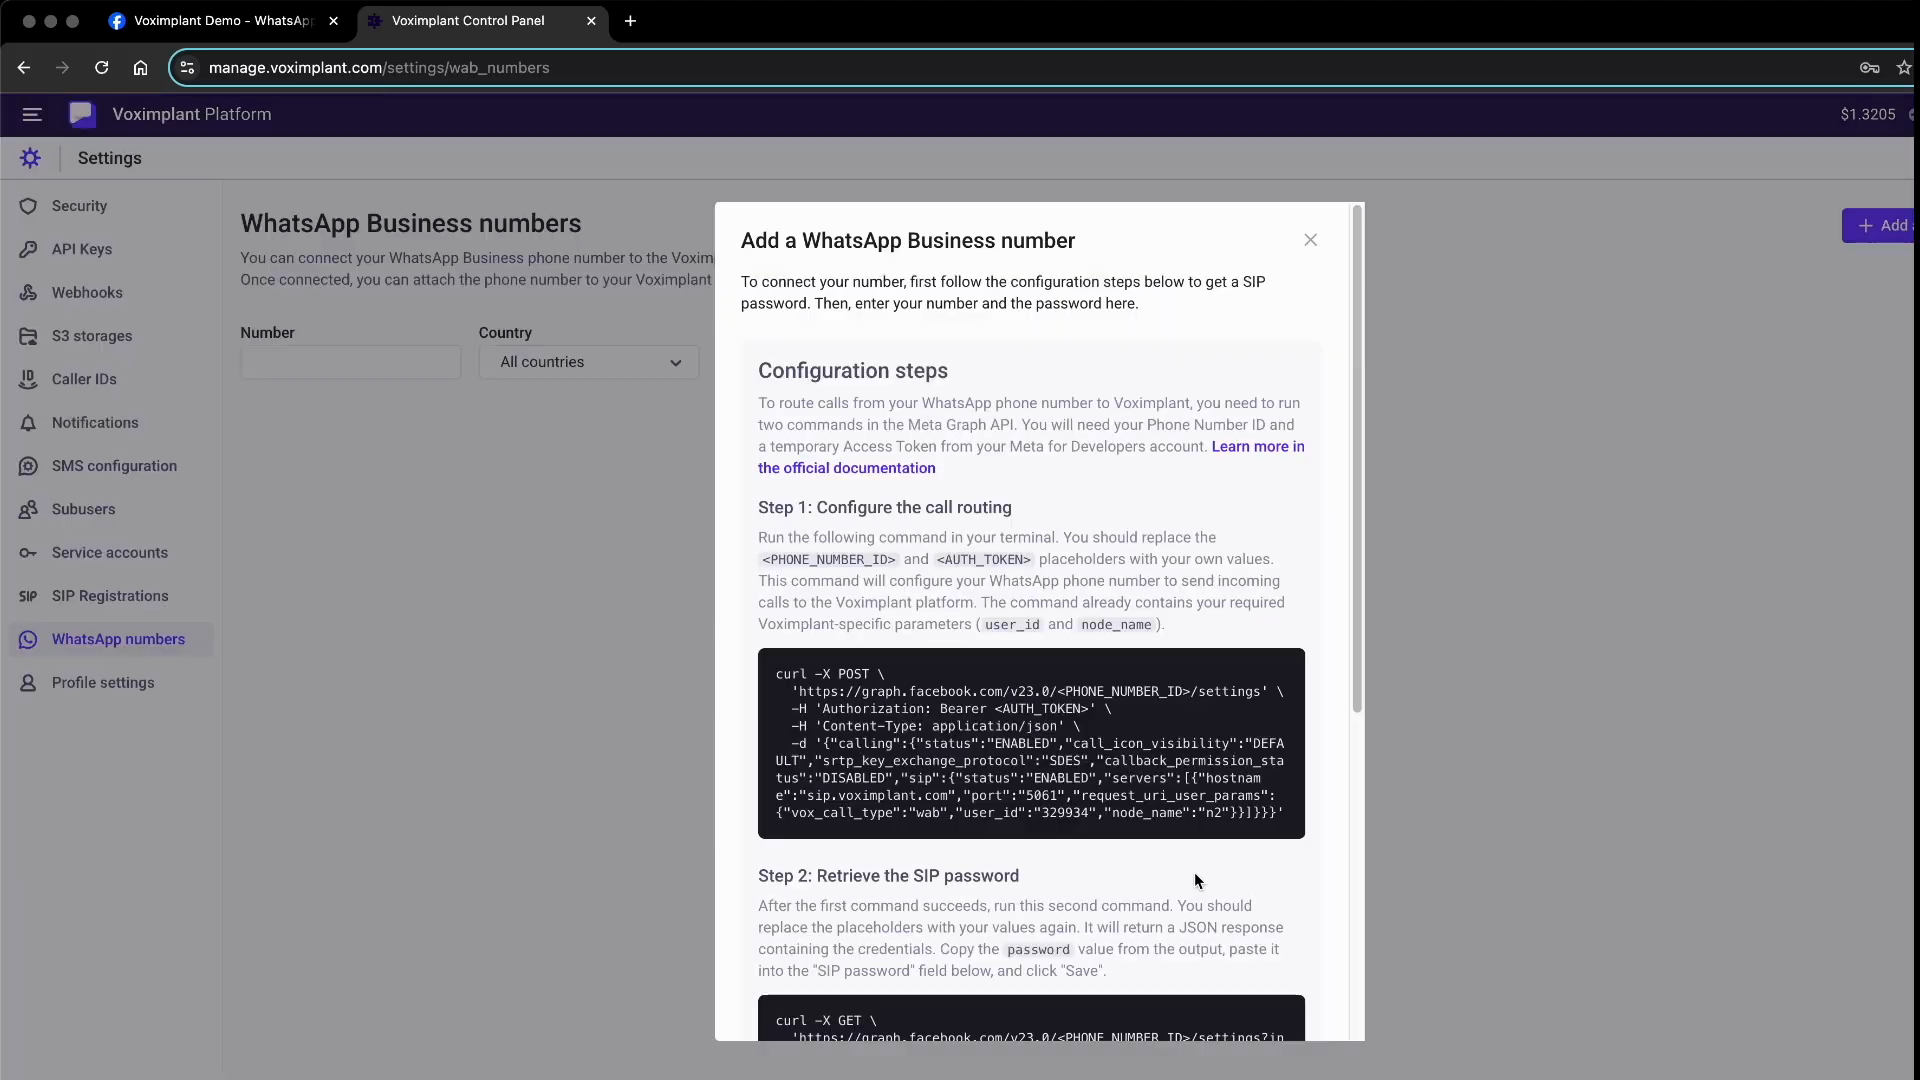 Voximplant Demo - WhatsApp
Voximplant Control Panel
manage.voximplant.com/settings/wab_numbers
Voximplant Platform
$1.3205
Settings
Security
API Keys
Webhooks
S3 storages
Caller IDs
Notifications
SMS configuration
Subusers
Service accounts
SIP Registrations
WhatsApp numbers
Profile settings
WhatsApp Business numbers
You can connect your WhatsApp Business phone number to the Voxim
Once connected, you can attach the phone number to your Voximplant
Number
Country
All countries
+ Add
Add a WhatsApp Business number
To connect your number, first follow the configuration steps below to get a SIP
password. Then, enter your number and the password here.
Configuration steps
To route calls from your WhatsApp phone number to Voximplant, you need to run
two commands in the Meta Graph API. You will need your Phone Number ID and
a temporary Access Token from your Meta for Developers account. Learn more in
the official documentation
Step 1: Configure the call routing
Run the following command in your terminal. You should replace the
<PHONE_NUMBER_ID> and <AUTH_TOKEN> placeholders with your own values.
This command will configure your WhatsApp phone number to send incoming
calls to the Voximplant platform. The command already contains your required
Voximplant-specific parameters ( user_id and node_name ).
curl -X POST \
'https://graph.facebook.com/v23.0/<PHONE_NUMBER_ID>/settings' \
-H 'Authorization: Bearer <AUTH_TOKEN>' \
-H 'Content-Type: application/json' \
-d '{"calling":{"status":"ENABLED","call_icon_visibility":"DEFA
ULT","srtp_key_exchange_protocol":"SDES","callback_permission_sta
tus":"DISABLED","sip":{"status":"ENABLED","servers":[{"hostnam
e":"sip.voximplant.com","port":"5061","request_uri_user_params":
{"vox_call_type":"wab","user_id":"329934","node_name":"n2"}}]}}}'
Step 2: Retrieve the SIP password
After the first command succeeds, run this second command. You should
replace the placeholders with your values again. It will return a JSON response
containing the credentials. Copy the password value from the output, paste it
into the "SIP password" field below, and click "Save".
curl -X GET \
'https://graph.facebook.com/v23.0/<PHONE_NUMBER_ID>/settings?in